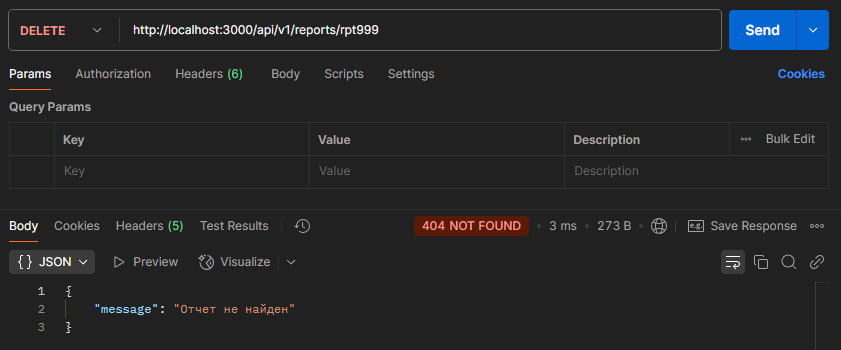 DELETE http://localhost:3000/api/v1/reports/rpt999 Send
Params Authorization Headers (6) Body Scripts Settings Cookies
Query Params
Key Value Description ••• Bulk Edit
Key Value Description
Body Cookies Headers (5) Test Results 404 NOT FOUND • 3 ms • 273 B e.g. Save Response •••
{} JSON Preview Visualize
1 {
2 "message": "Отчет не найден"
3 }